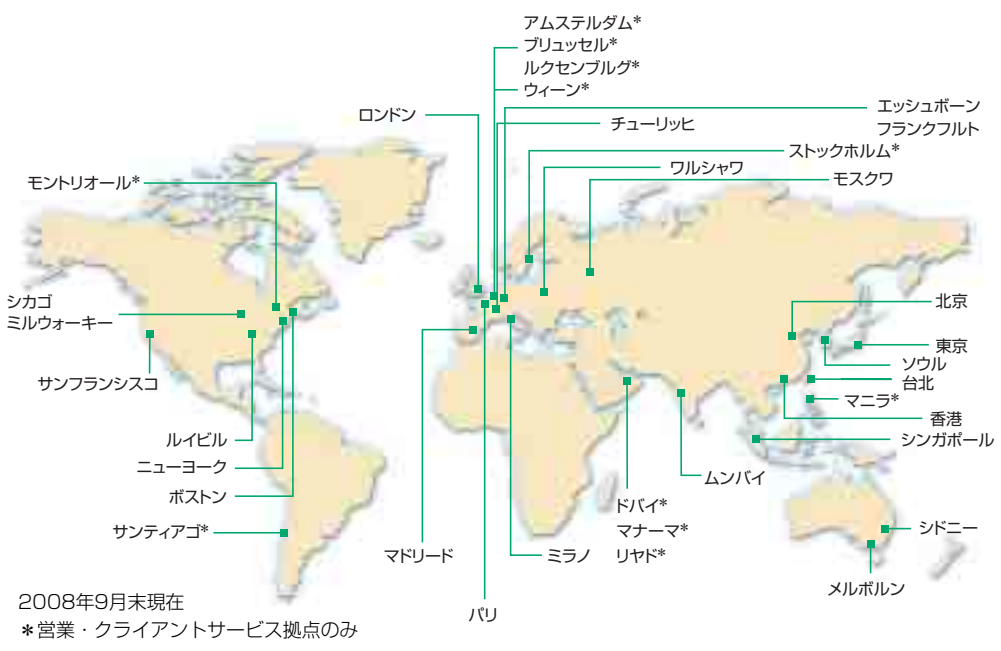 アムステルダム*
ブリュッセル*
ルクセンブルグ*
ウィーン*
ロンドン
チューリッヒ
エッシュボーン
フランクフルト
ストックホルム*
ワルシャワ
モスクワ
モントリオール*
シカゴ
ミルウォーキー
サンフランシスコ
ルイビル
ニューヨーク
ボストン
サンティアゴ*
マドリード
パリ
ミラノ
ドバイ*
マナーマ*
リヤド*
ムンバイ
北京
東京
ソウル
台北
マニラ*
香港
シンガポール
シドニー
メルボルン
2008年9月末現在
*営業・クライアントサービス拠点のみ